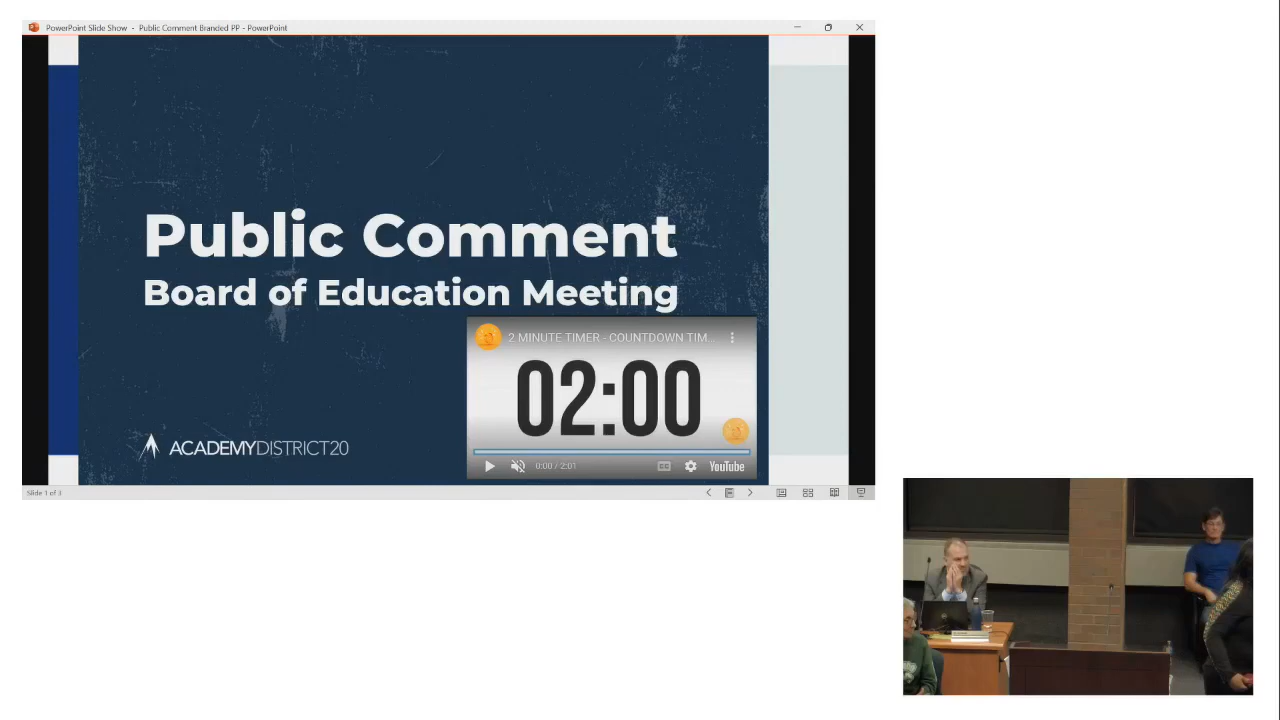 PowerPoint Slide Show - Public Comment Branded PP - PowerPoint
Public Comment
Board of Education Meeting
2 MINUTE TIMER - COUNTDOWN TIM...
02:00
0:00 / 2:01
CC
YouTube
ACADEMYDISTRICT20
Slide 1 of 3